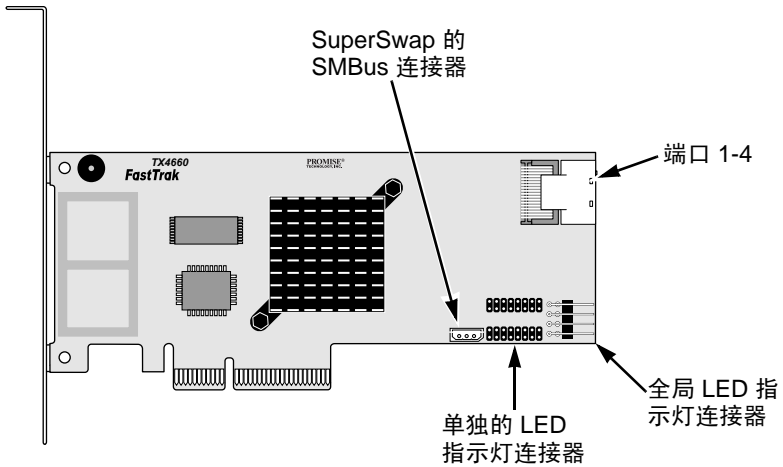 SuperSwap 的
SMBus 连接器
端口 1-4
TX4660
FastTrak
PROMISE®
TECHNOLOGY, INC.
全局 LED 指
示灯连接器
单独的 LED
指示灯连接器